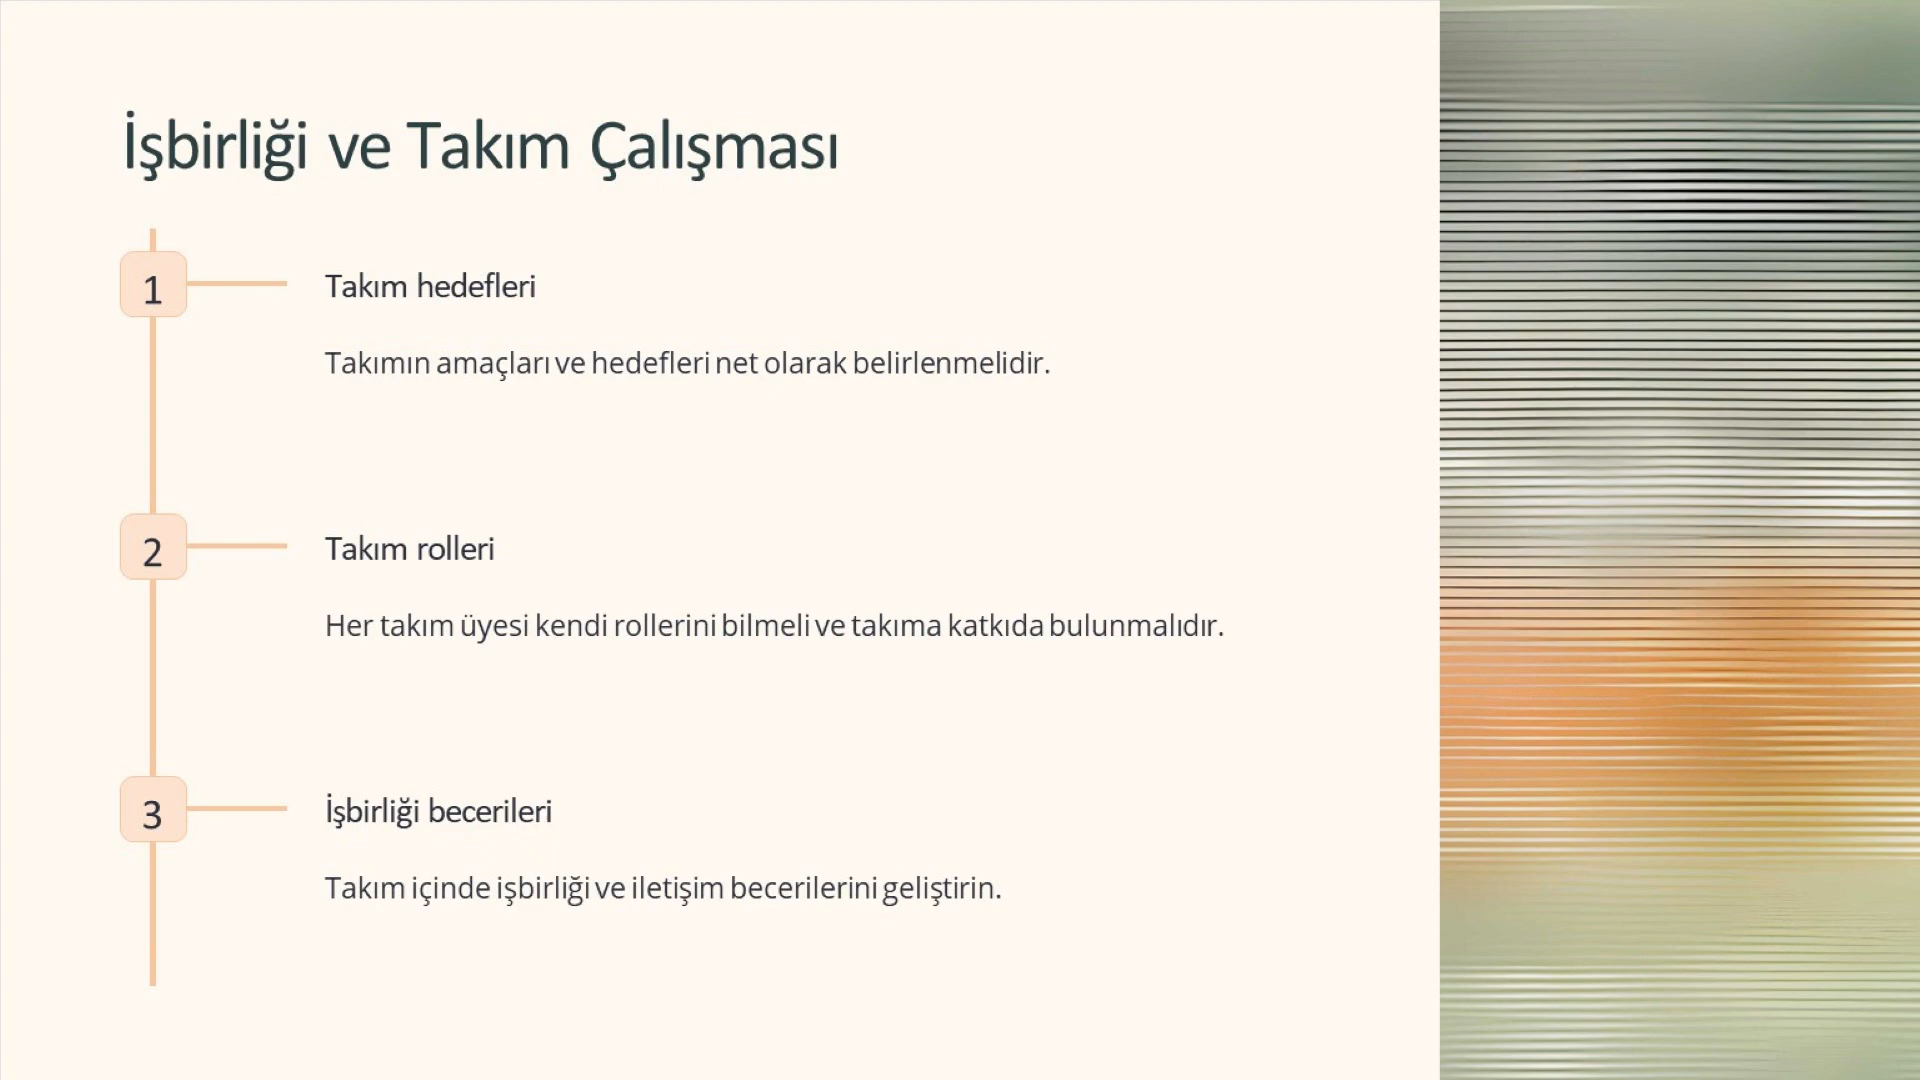 İşbirliği ve Takım Çalışması
1
Takım hedefleri
Takımın amaçları ve hedefleri net olarak belirlenmelidir.
2
Takım rolleri
Her takım üyesi kendi rollerini bilmeli ve takıma katkıda bulunmalıdır.
3
İşbirliği becerileri
Takım içinde işbirliği ve iletişim becerilerini geliştirin.